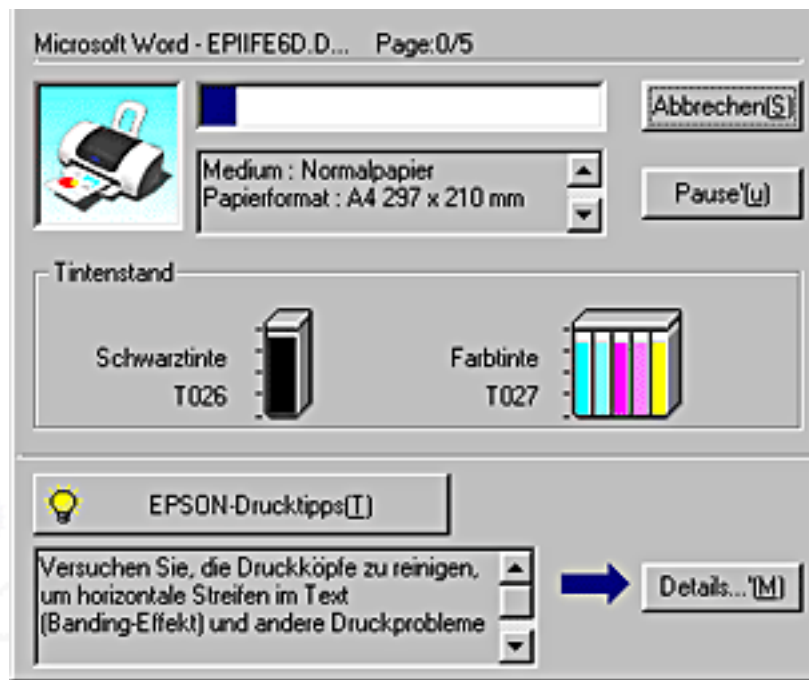 Microsoft Word - EPIIFE6D.D... Page:0/5
Abbrechen(S)
Medium : Normalpapier
Papierformat : A4 297 x 210 mm
Pause'(u)
Tintenstand
Schwarztinte
T026
Farbtinte
T027
EPSON-Drucktipps(T)
Versuchen Sie, die Druckköpfe zu reinigen,
um horizontale Streifen im Text
(Banding-Effekt) und andere Druckprobleme
Details...'(M)